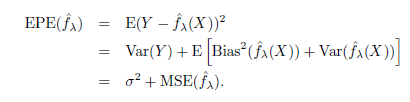 EPE(f̂_λ) = E(Y − f̂_λ(X))²
= Var(Y) + E[Bias²(f̂_λ(X)) + Var(f̂_λ(X))]
= σ² + MSE(f̂_λ).